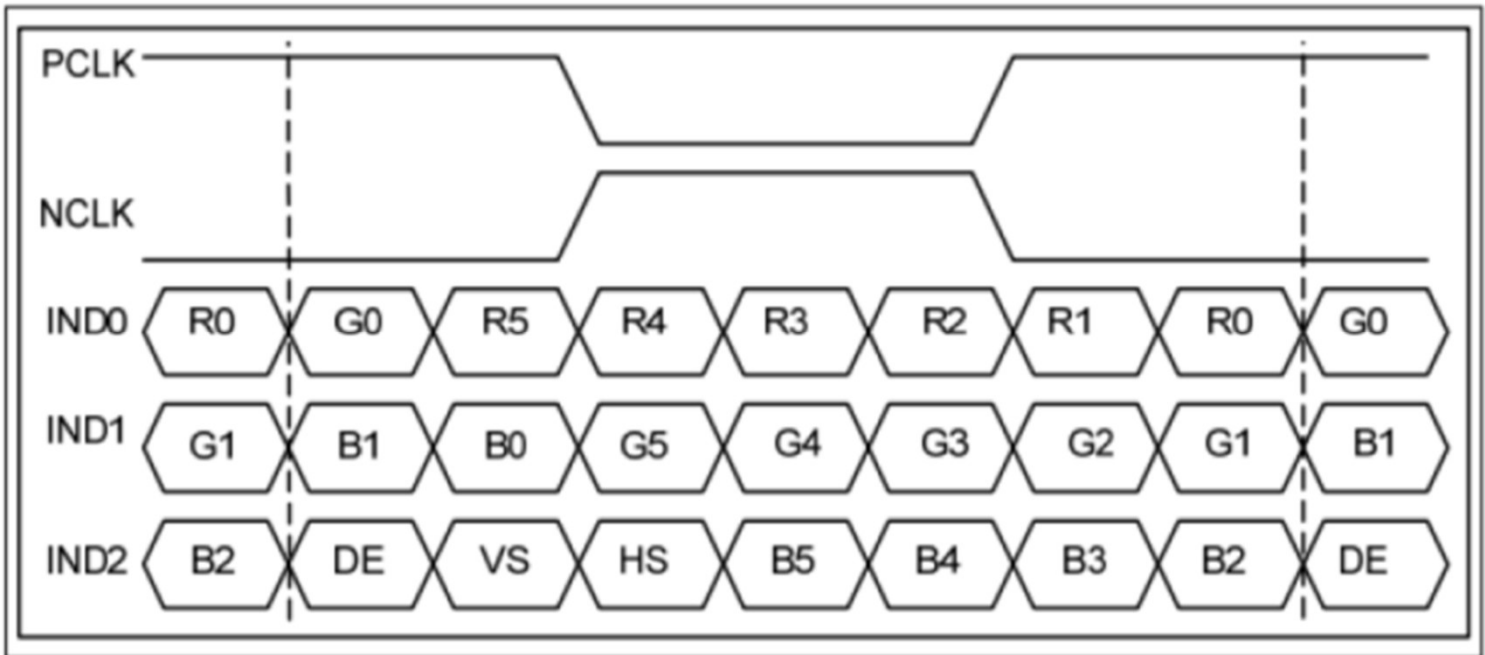 PCLK
NCLK
IND0 R0 G0 R5 R4 R3 R2 R1 R0 G0
IND1 G1 B1 B0 G5 G4 G3 G2 G1 B1
IND2 B2 DE VS HS B5 B4 B3 B2 DE